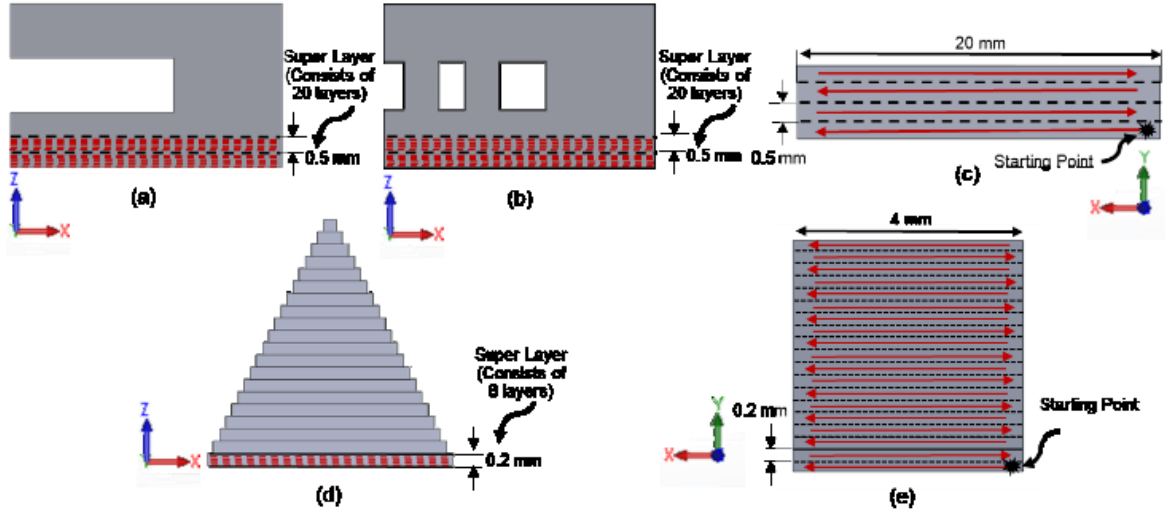 Super Layer
(Consists of
20 layers)
0.5 mm
Z
X
(a)
Super Layer
(Consists of
20 layers)
0.5 mm
Z
X
(b)
20 mm
0.5 mm
Starting Point
(c)
Y
X
Z
X
Super Layer
(Consists of
8 layers)
0.2 mm
(d)
4 mm
0.2 mm
Y
X
Starting Point
(e)